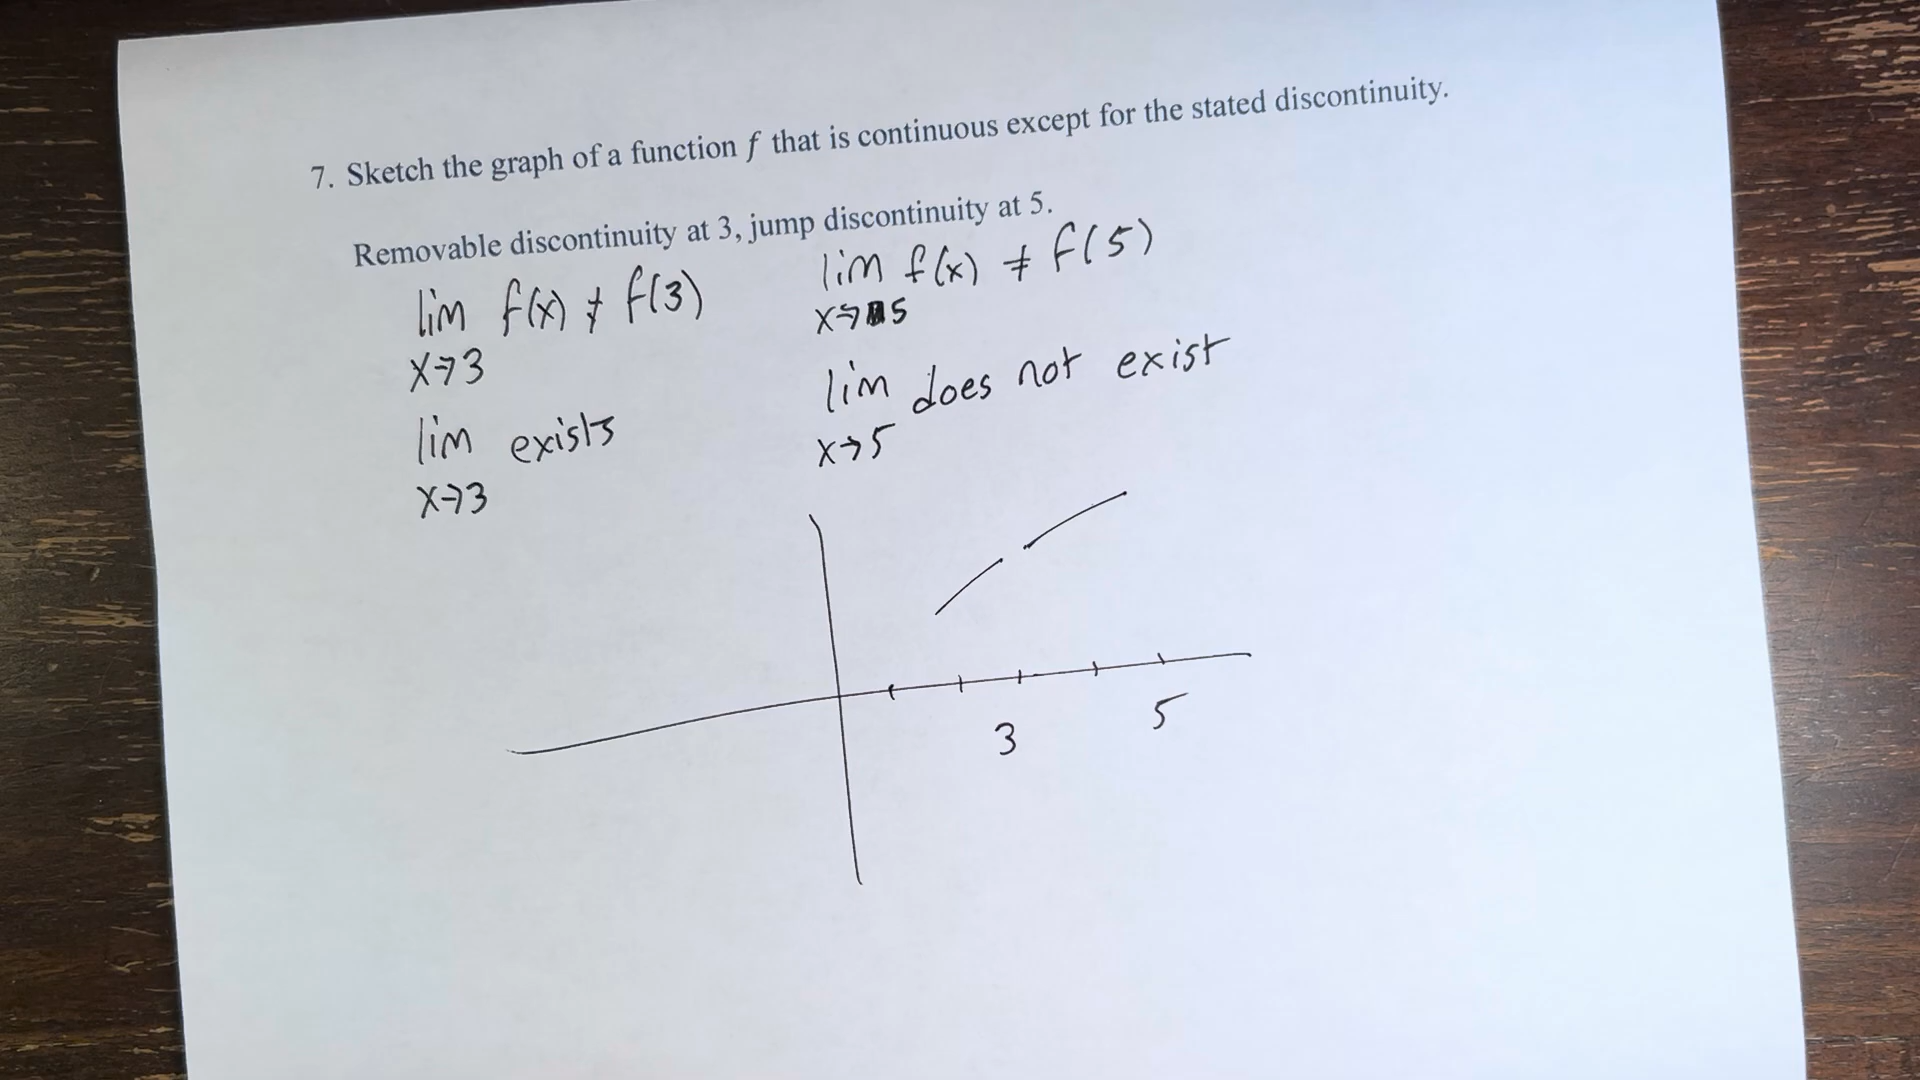 7. Sketch the graph of a function f that is continuous except for the stated discontinuity.
Removable discontinuity at 3, jump discontinuity at 5.
lim f(x) ≠ f(3)
x→3
lim exists
x→3
lim f(x) ≠ f(5)
x→5
lim does not exist
x→5
3
5